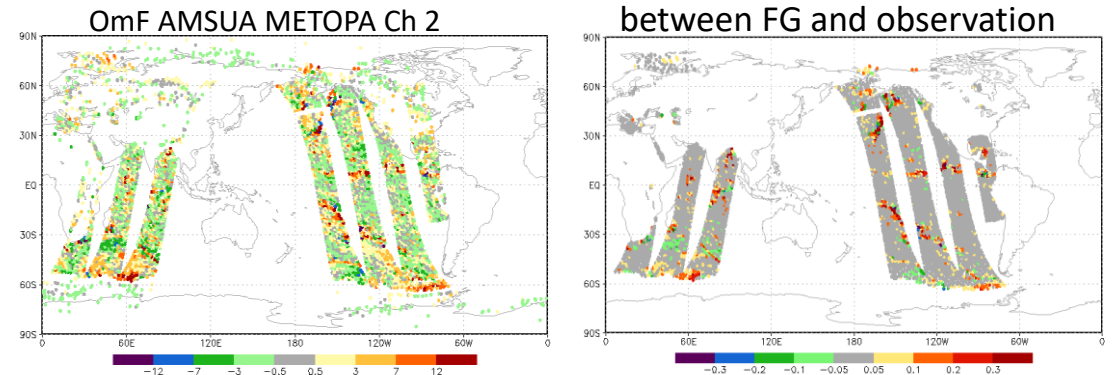 OmF AMSUA METOPA Ch 2
between FG and observation
90N
60N
30N
EQ
30S
60S
90S
0 60E 120E 180 120W 60W 0
-12 -7 -3 -0.5 0.5 3 7 12
90N
60N
30N
EQ
30S
60S
90S
0 60E 120E 180 120W 60W 0
-0.3 -0.2 -0.1 -0.05 0.05 0.1 0.2 0.3